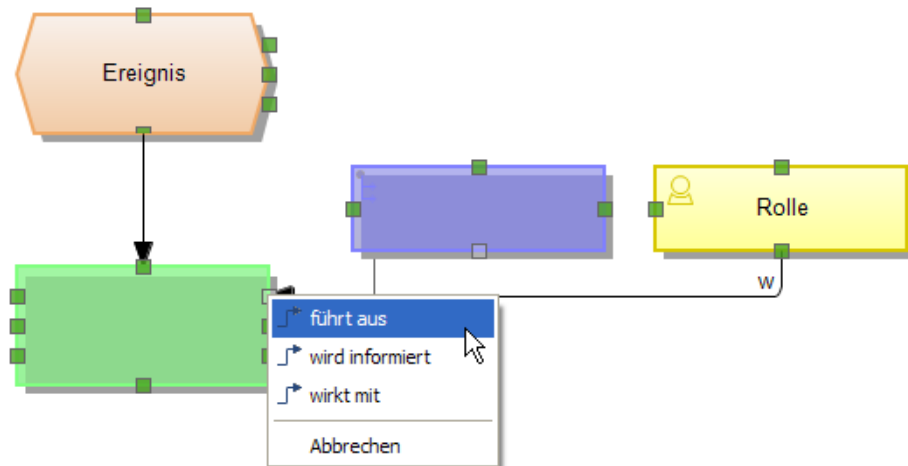 Ereignis
Rolle
W
führt aus
wird informiert
wirkt mit
Abbrechen